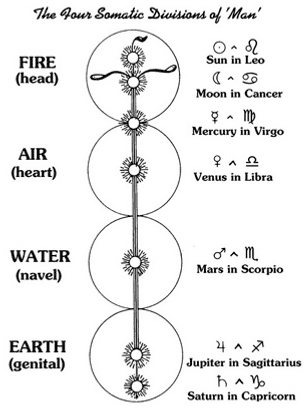 The Four Somatic Divisions of 'Man'
FIRE
(head)
☉ ^ ♌
Sun in Leo
☾ ^ ♋
Moon in Cancer
☿ ^ ♍
Mercury in Virgo
AIR
(heart)
♀ ^ ♎
Venus in Libra
WATER
(navel)
♂ ^ ♏
Mars in Scorpio
EARTH
(genital)
♃ ^ ♐
Jupiter in Sagittarius
♄ ^ ♑
Saturn in Capricorn